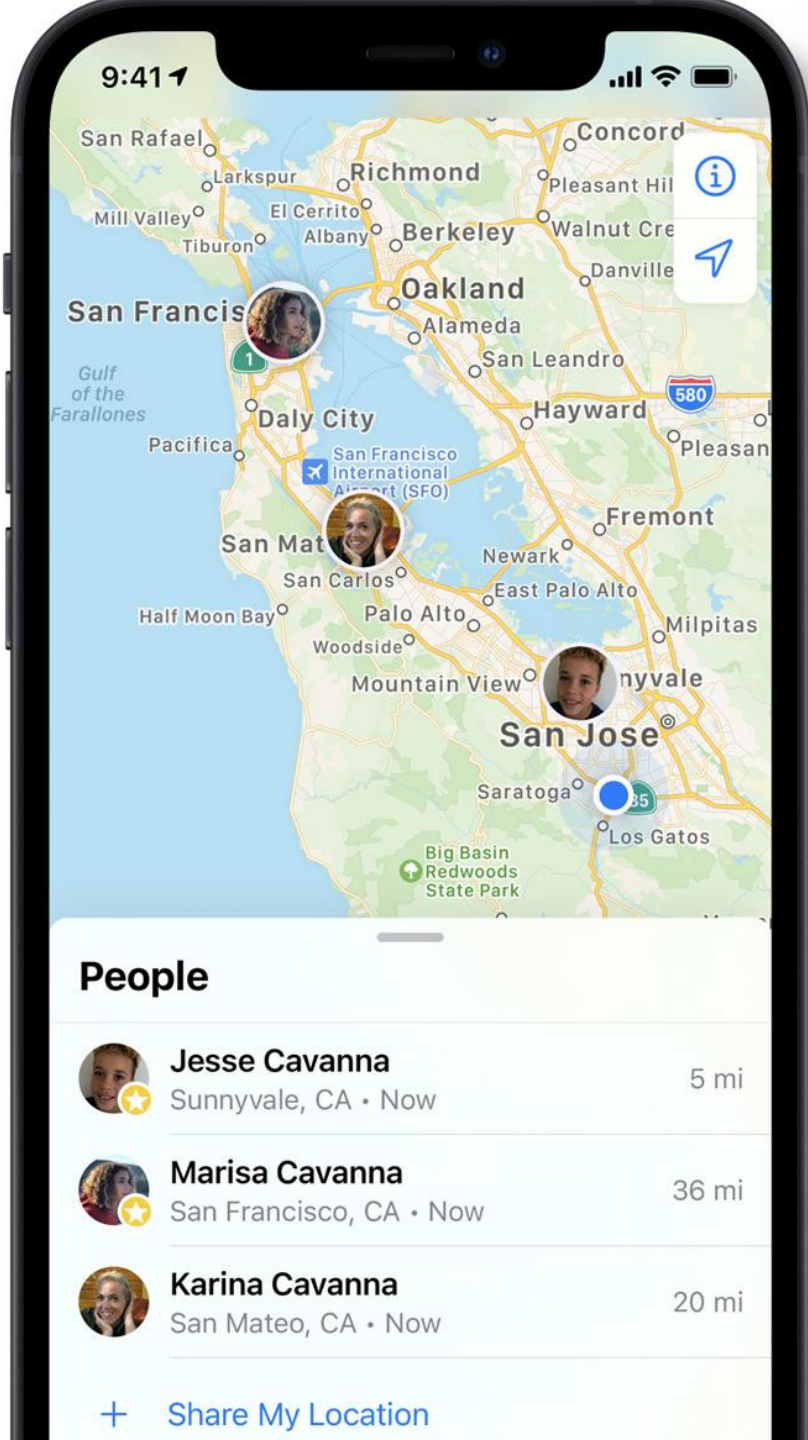 9:41
Concord
San Rafael
Larkspur
Richmond
Pleasant Hil
Mill Valley
El Cerrito
Tiburon
Albany
Berkeley
Walnut Cre
Danville
Oakland
San Francis
Alameda
1
San Leandro
Gulf
of the
Farallones
580
Daly City
Hayward
Pacifica
Pleasan
San Francisco
International
Airport (SFO)
Fremont
San Mat
Newark
San Carlos
East Palo Alto
Half Moon Bay
Palo Alto
Milpitas
Woodside
Mountain View
nyvale
San Jose
Saratoga
85
Los Gatos
Big Basin
Redwoods
State Park
People
Jesse Cavanna
Sunnyvale, CA • Now
5 mi
Marisa Cavanna
San Francisco, CA • Now
36 mi
Karina Cavanna
San Mateo, CA • Now
20 mi
+ Share My Location